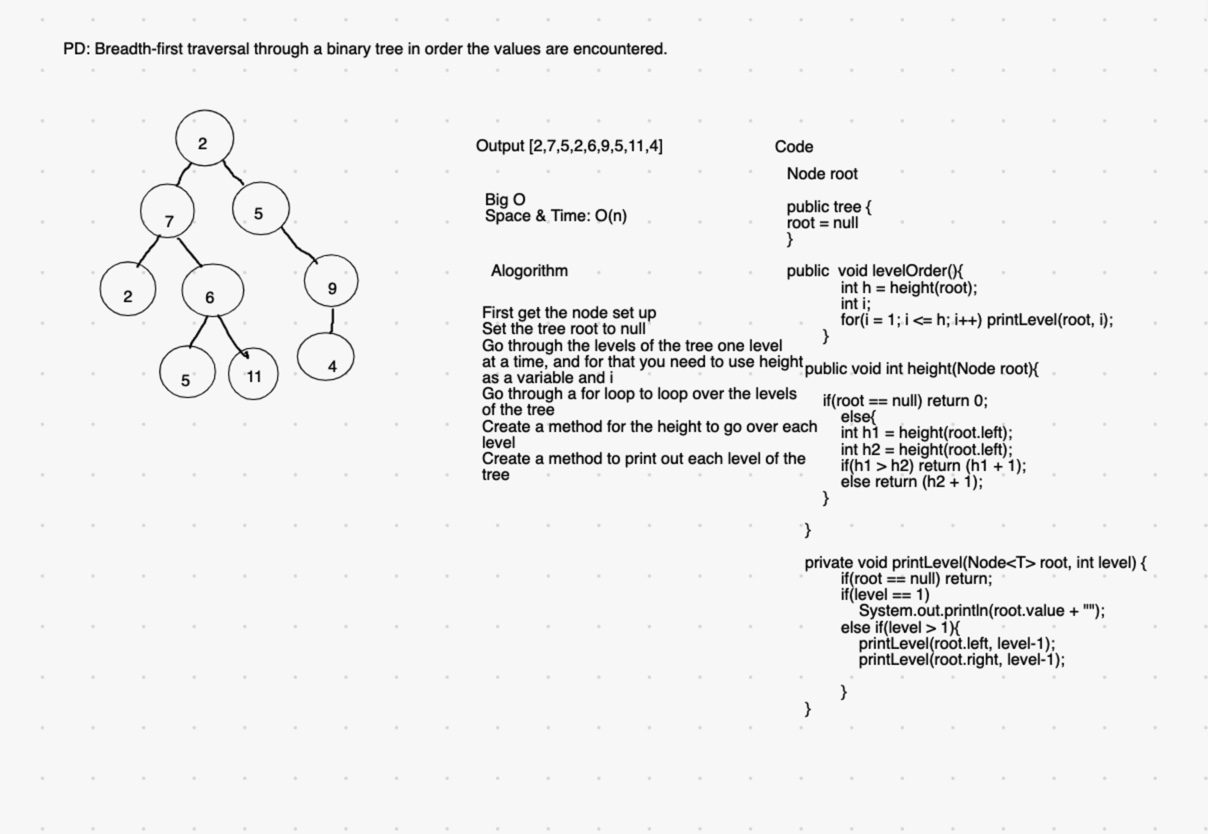 PD: Breadth-first traversal through a binary tree in order the values are encountered.
2
7
5
2
6
9
5
11
4
Output [2,7,5,2,6,9,5,11,4]
Big O
Space & Time: O(n)
Alogorithm
First get the node set up
Set the tree root to null
Go through the levels of the tree one level
at a time, and for that you need to use height
as a variable and i
Go through a for loop to loop over the levels
of the tree
Create a method for the height to go over each
level
Create a method to print out each level of the
tree
Code
Node root
public tree {
root = null
}
public void levelOrder(){
int h = height(root);
int i;
for(i = 1; i <= h; i++) printLevel(root, i);
}
public void int height(Node root){
if(root == null) return 0;
else{
int h1 = height(root.left);
int h2 = height(root.left);
if(h1 > h2) return (h1 + 1);
else return (h2 + 1);
}
}
private void printLevel(Node<T> root, int level) {
if(root == null) return;
if(level == 1)
System.out.println(root.value + "");
else if(level > 1){
printLevel(root.left, level-1);
printLevel(root.right, level-1);
}
}